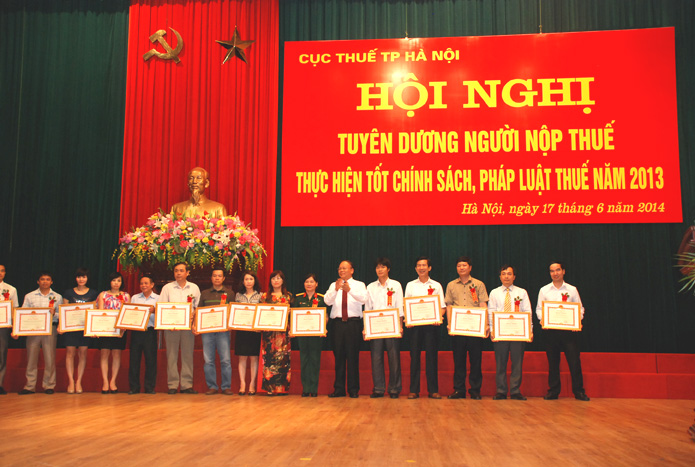 CỤC THUẾ TP HÀ NỘI
HỘI NGHỊ
TUYÊN DƯƠNG NGƯỜI NỘP THUẾ
THỰC HIỆN TỐT CHÍNH SÁCH, PHÁP LUẬT THUẾ NĂM 2013
Hà Nội, ngày 17 tháng 6 năm 2014